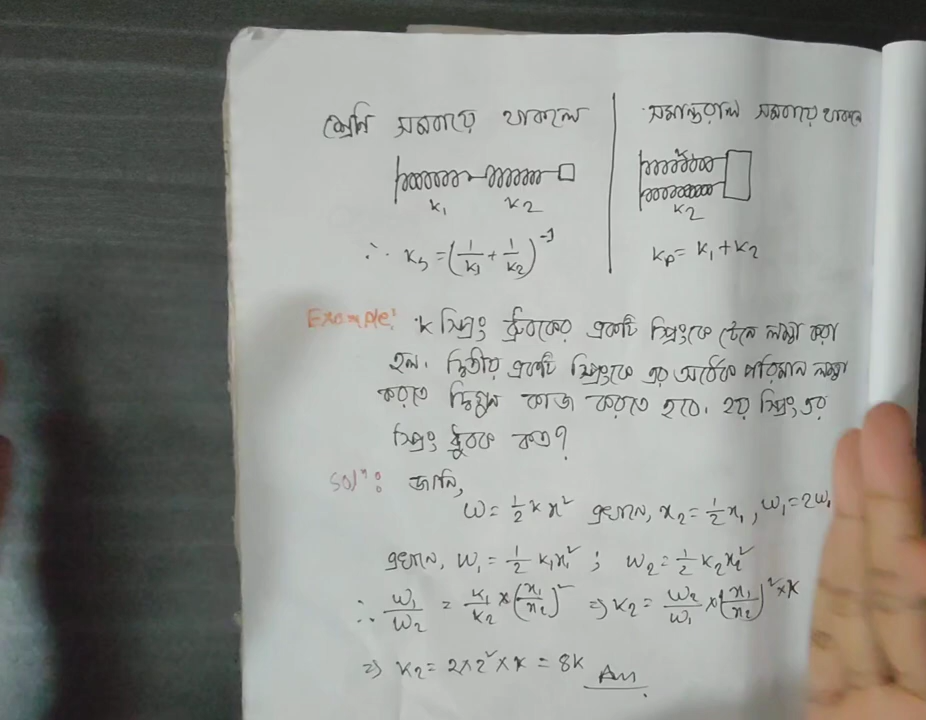 শ্রেনি সমবায়ে থাকলে
K₁ K₂
∴ Kₛ = (1/K₁ + 1/K₂)⁻¹
সমান্তরাল সমবায়ে থাকলে
K₂
Kₚ = K₁ + K₂
Example: K স্প্রিং ধ্রুবকের একটি স্প্রিংকে টেনে লম্বা করা
হল. দ্বিতীয় একটি স্প্রিংকে এর অর্ধেক পরিমান লম্বা
করতে দ্বিগুন কাজ করতে হবে. ২য় স্প্রিং এর
স্প্রিং ধ্রুবক কত?
Solⁿ: জানি,
W = 1/2 k x² এখানে, x₂ = 1/2 x₁, W₁ = 2W₁
এখানে, W₁ = 1/2 K₁x₁² ; W₂ = 1/2 K₂x₂²
∴ W₁/W₂ = K₁/K₂ × (x₁/x₂)² ⇒ K₂ = W₂/W₁ × (x₁/x₂)² × K
⇒ K₂ = 2 × 2² × K = 8K Ans